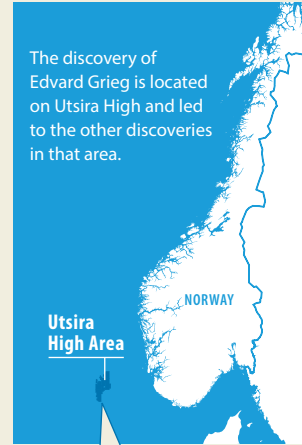 The discovery of
Edvard Grieg is located
on Utsira High and led
to the other discoveries
in that area.
NORWAY
Utsira
High Area